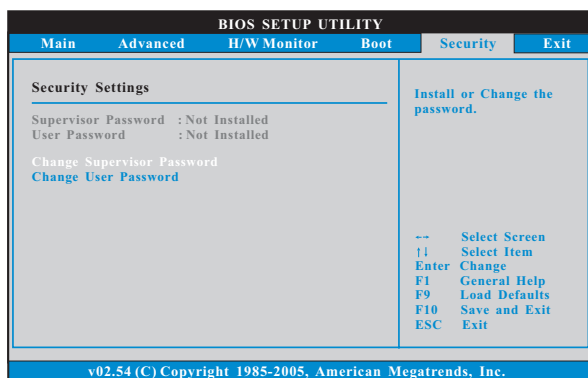 BIOS SETUP UTILITY
Main Advanced H/W Monitor Boot Security Exit
Security Settings
Supervisor Password : Not Installed
User Password : Not Installed
Change Supervisor Password
Change User Password
Install or Change the
password.
←→ Select Screen
↑↓ Select Item
Enter Change
F1 General Help
F9 Load Defaults
F10 Save and Exit
ESC Exit
v02.54 (C) Copyright 1985-2005, American Megatrends, Inc.